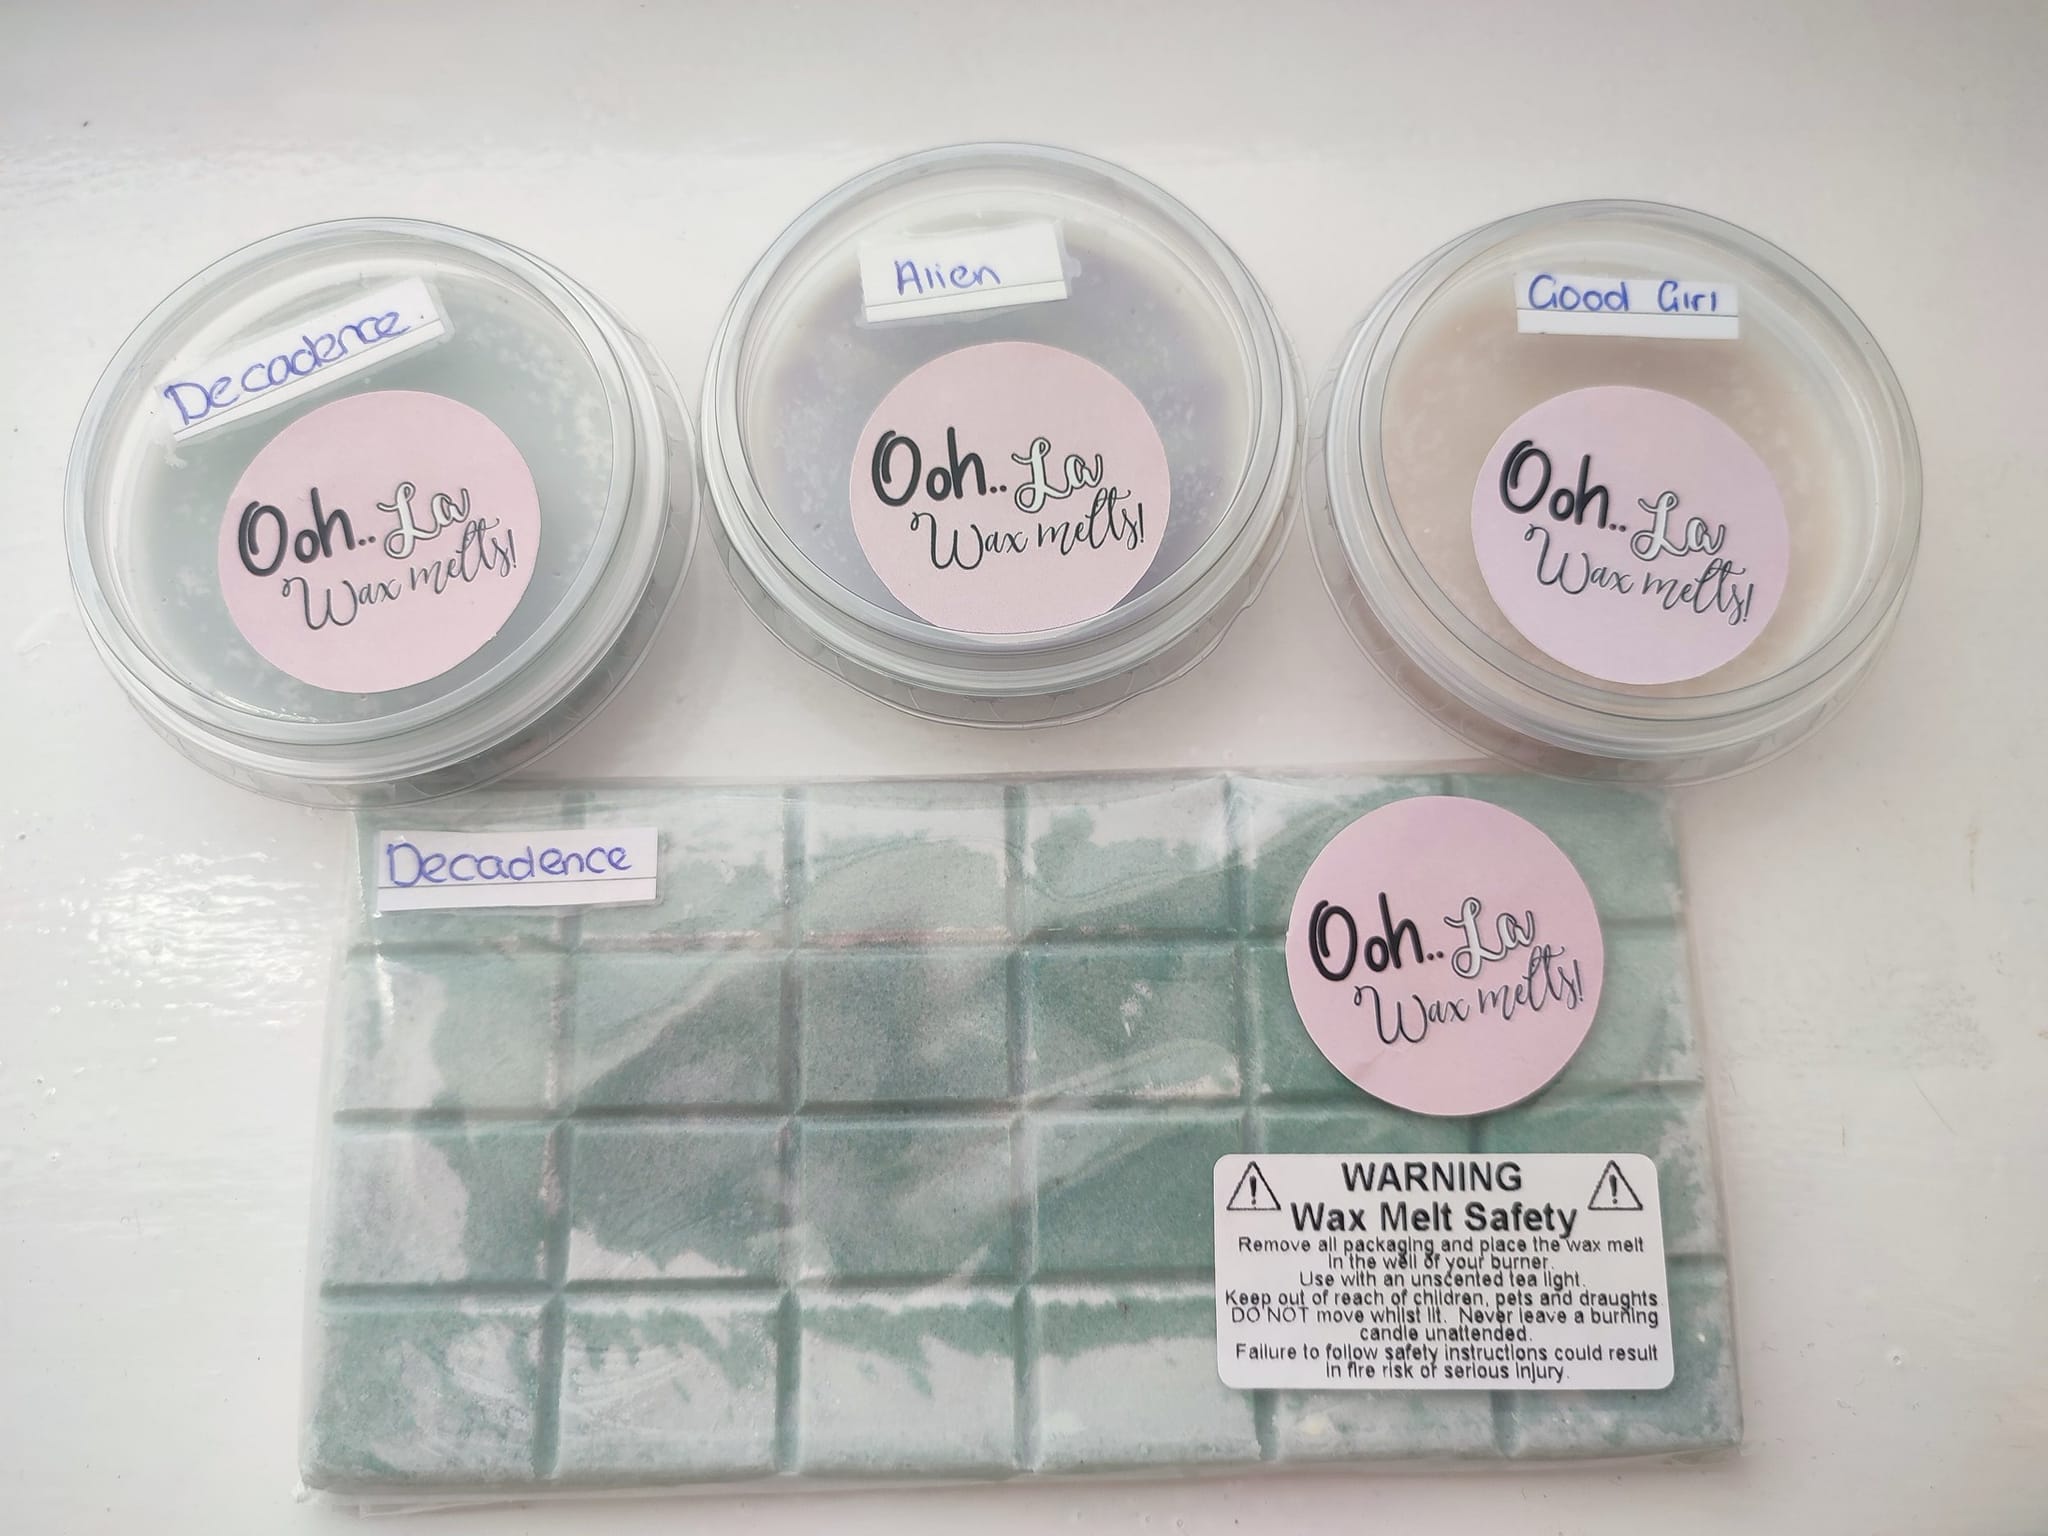 Decadence
Ooh.. La
Wax melts!
Alien
Ooh.. La
Wax melts!
Good Girl
Ooh.. La
Wax melts!
Decadence
Ooh.. La
Wax melts!
WARNING
Wax Melt Safety
Remove all packaging and place the wax melt
in the well of your burner.
Use with an unscented tea light.
Keep out of reach of children, pets and draughts.
DO NOT move whilst lit. Never leave a burning
candle unattended.
Failure to follow safety instructions could result
in fire risk of serious injury.